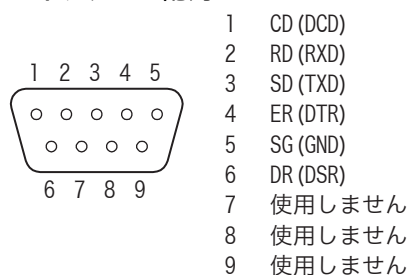 1 2 3 4 5
6 7 8 9
1 CD (DCD)
2 RD (RXD)
3 SD (TXD)
4 ER (DTR)
5 SG (GND)
6 DR (DSR)
7 使用しません
8 使用しません
9 使用しません